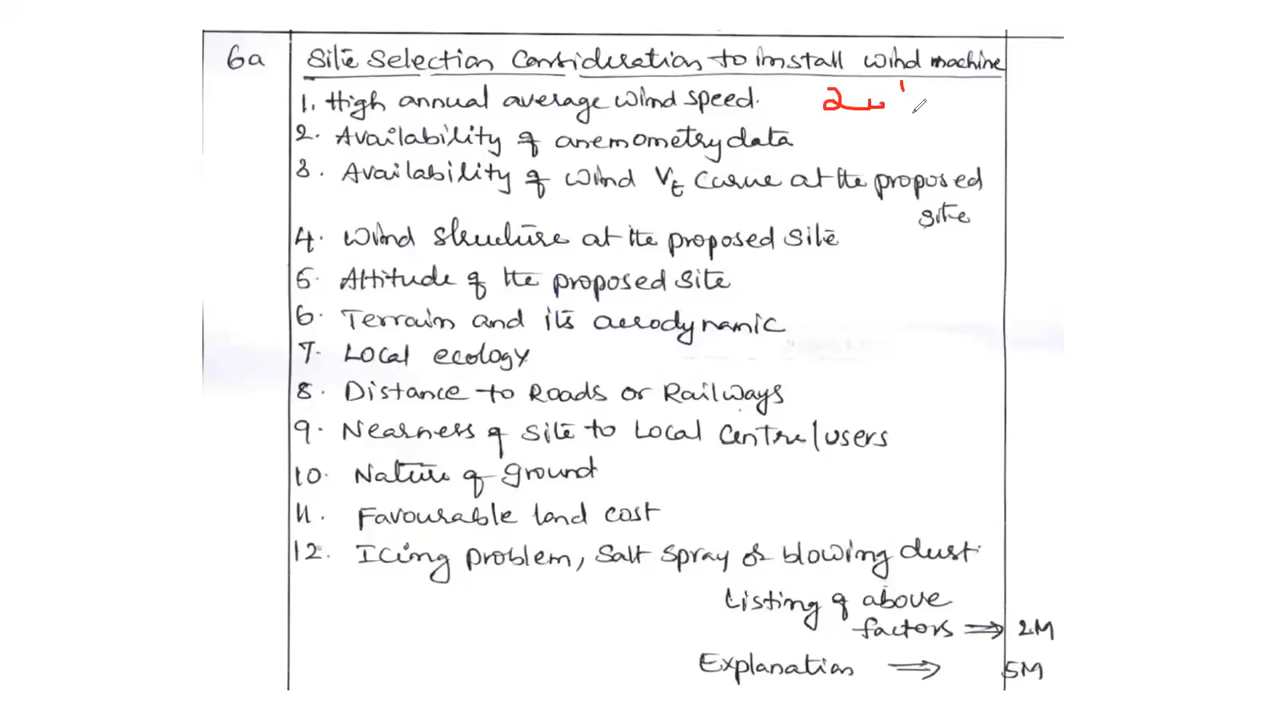 6a Site Selection Consideration to install wind machine
1. High annual average wind speed.
2. Availability of anemometry data
3. Availability of wind Vt curve at the proposed
site
4. Wind structure at the proposed site
5. Altitude of the proposed site
6. Terrain and its aerodynamic
7. Local ecology
8. Distance to Roads or Railways
9. Nearness of site to Local centre/users
10. Nature of ground
11. Favourable land cost
12. Icing problem, Salt spray or blowing dust
Listing of above
factors ⇒ 2M
Explanation ⇒ 5M